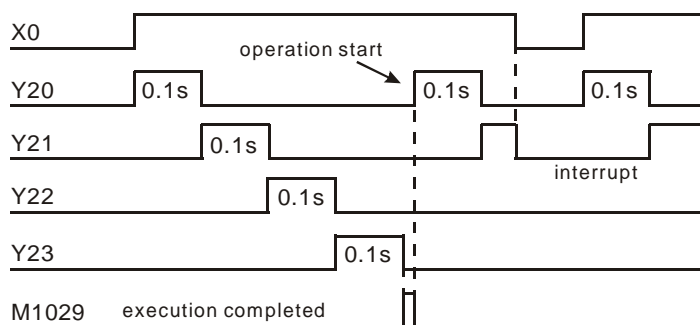 X0
operation start
Y20 0.1s 0.1s 0.1s
Y21 0.1s
interrupt
Y22 0.1s
Y23 0.1s
M1029 execution completed